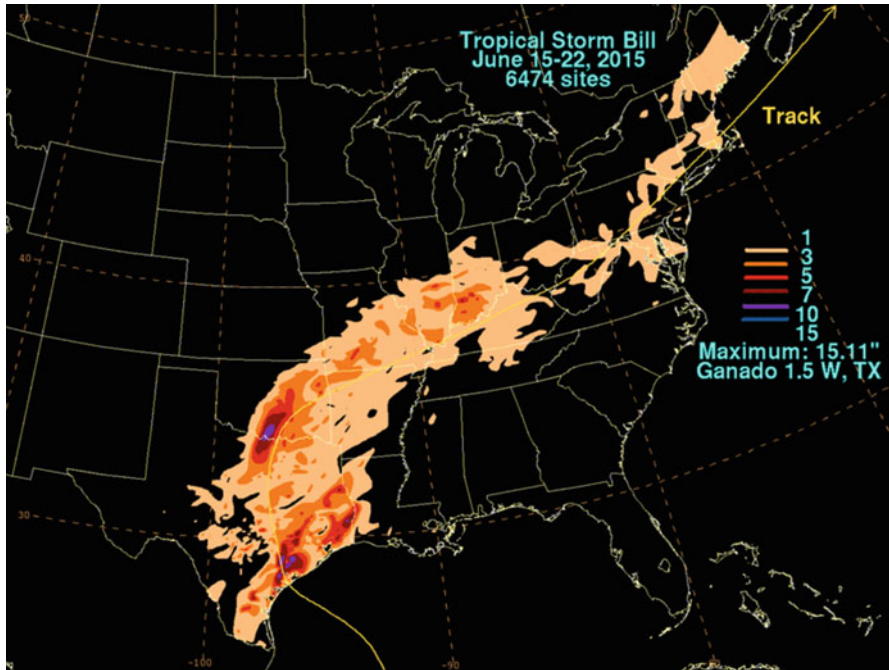 Tropical Storm Bill
June 15-22, 2015
6474 sites
50
Track
40
1
3
5
7
10
15
Maximum: 15.11"
Ganado 1.5 W, TX
30
-100
-90